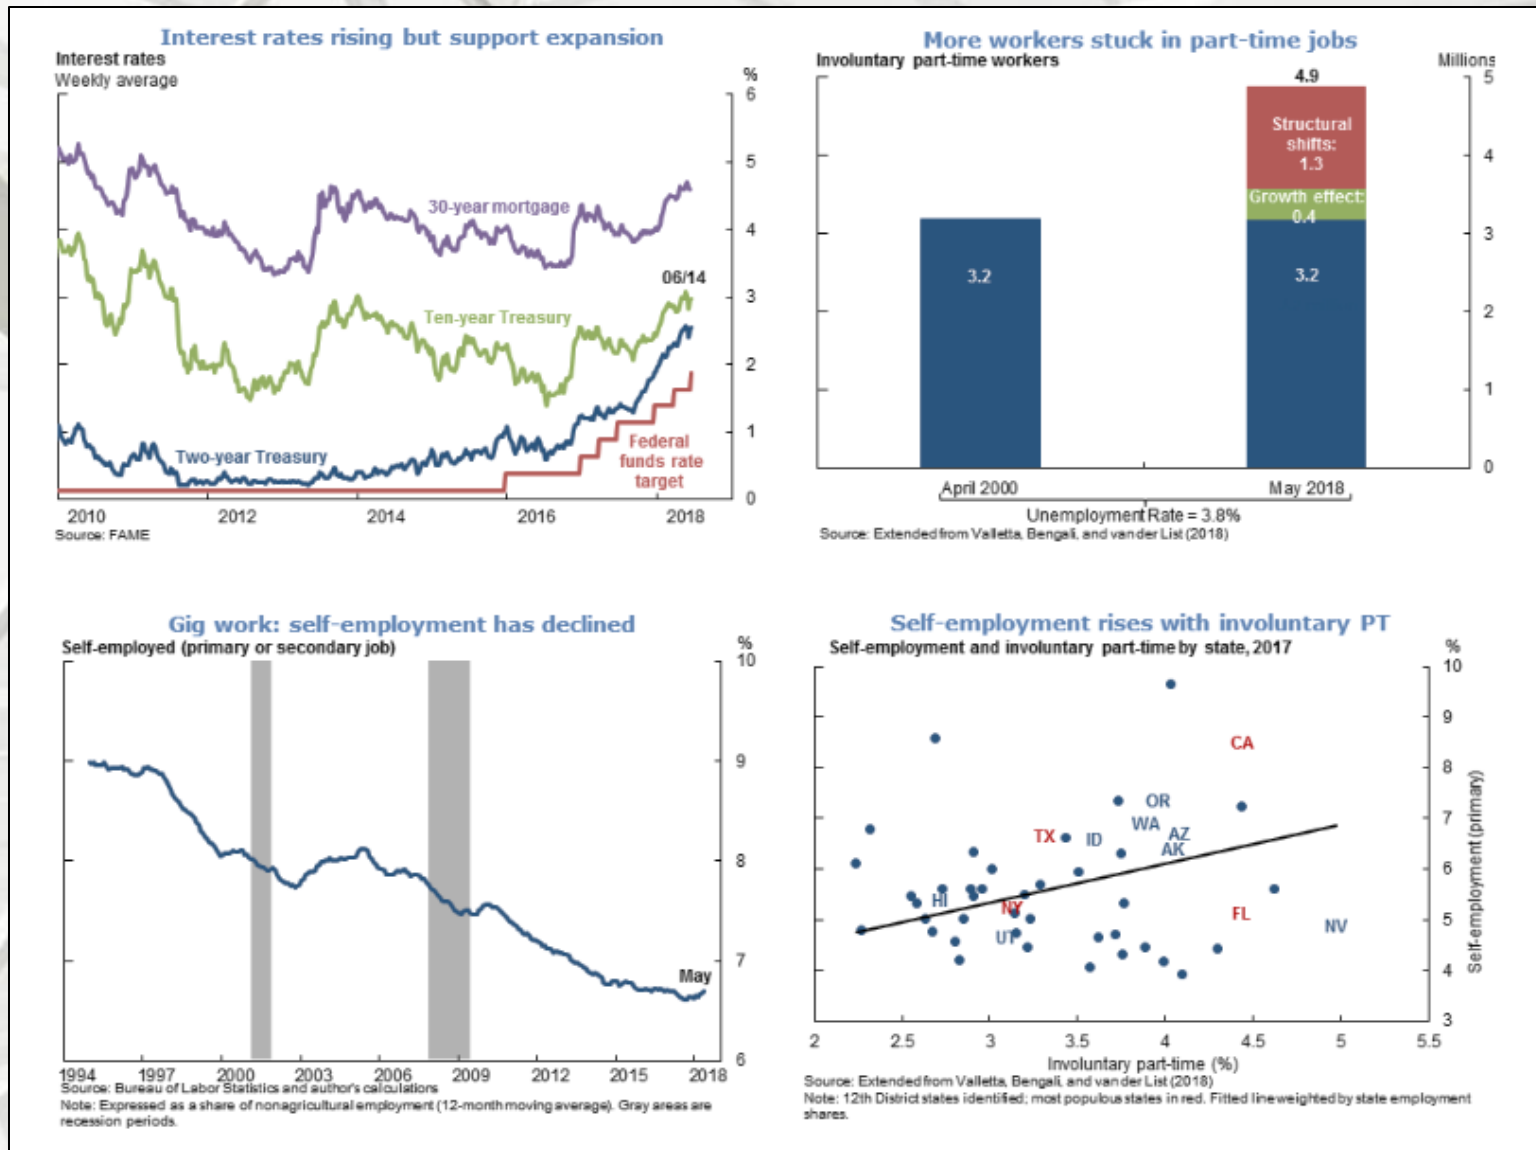 Interest rates rising but support expansion
Interest rates
Weekly average
%
6
5
4
3
2
1
0
30-year mortgage
06/14
Ten-year Treasury
Two-year Treasury
Federal
funds rate
target
2010 2012 2014 2016 2018
Source: FAME
More workers stuck in part-time jobs
Involuntary part-time workers
Millions
5
4
3
2
1
0
4.9
Structural
shifts:
1.3
Growth effect:
0.4
3.2
3.2
April 2000 May 2018
Unemployment Rate = 3.8%
Source: Extended from Valletta, Bengali, and van der List (2018)
Gig work: self-employment has declined
Self-employed (primary or secondary job)
%
10
9
8
7
6
May
1994 1997 2000 2003 2006 2009 2012 2015 2018
Source: Bureau of Labor Statistics and author's calculations
Note: Expressed as a share of nonagricultural employment (12-month moving average). Gray areas are
recession periods.
Self-employment rises with involuntary PT
Self-employment and involuntary part-time by state, 2017
%
10
9
8
7
6
5
4
3
Self-employment (primary)
CA
OR
WA
TX
ID
AZ
AK
HI
NY
FL
UT
NV
2 2.5 3 3.5 4 4.5 5 5.5
Involuntary part-time (%)
Source: Extended from Valletta, Bengali, and van der List (2018)
Note: 12th District states identified; most populous states in red. Fitted line weighted by state employment
shares.